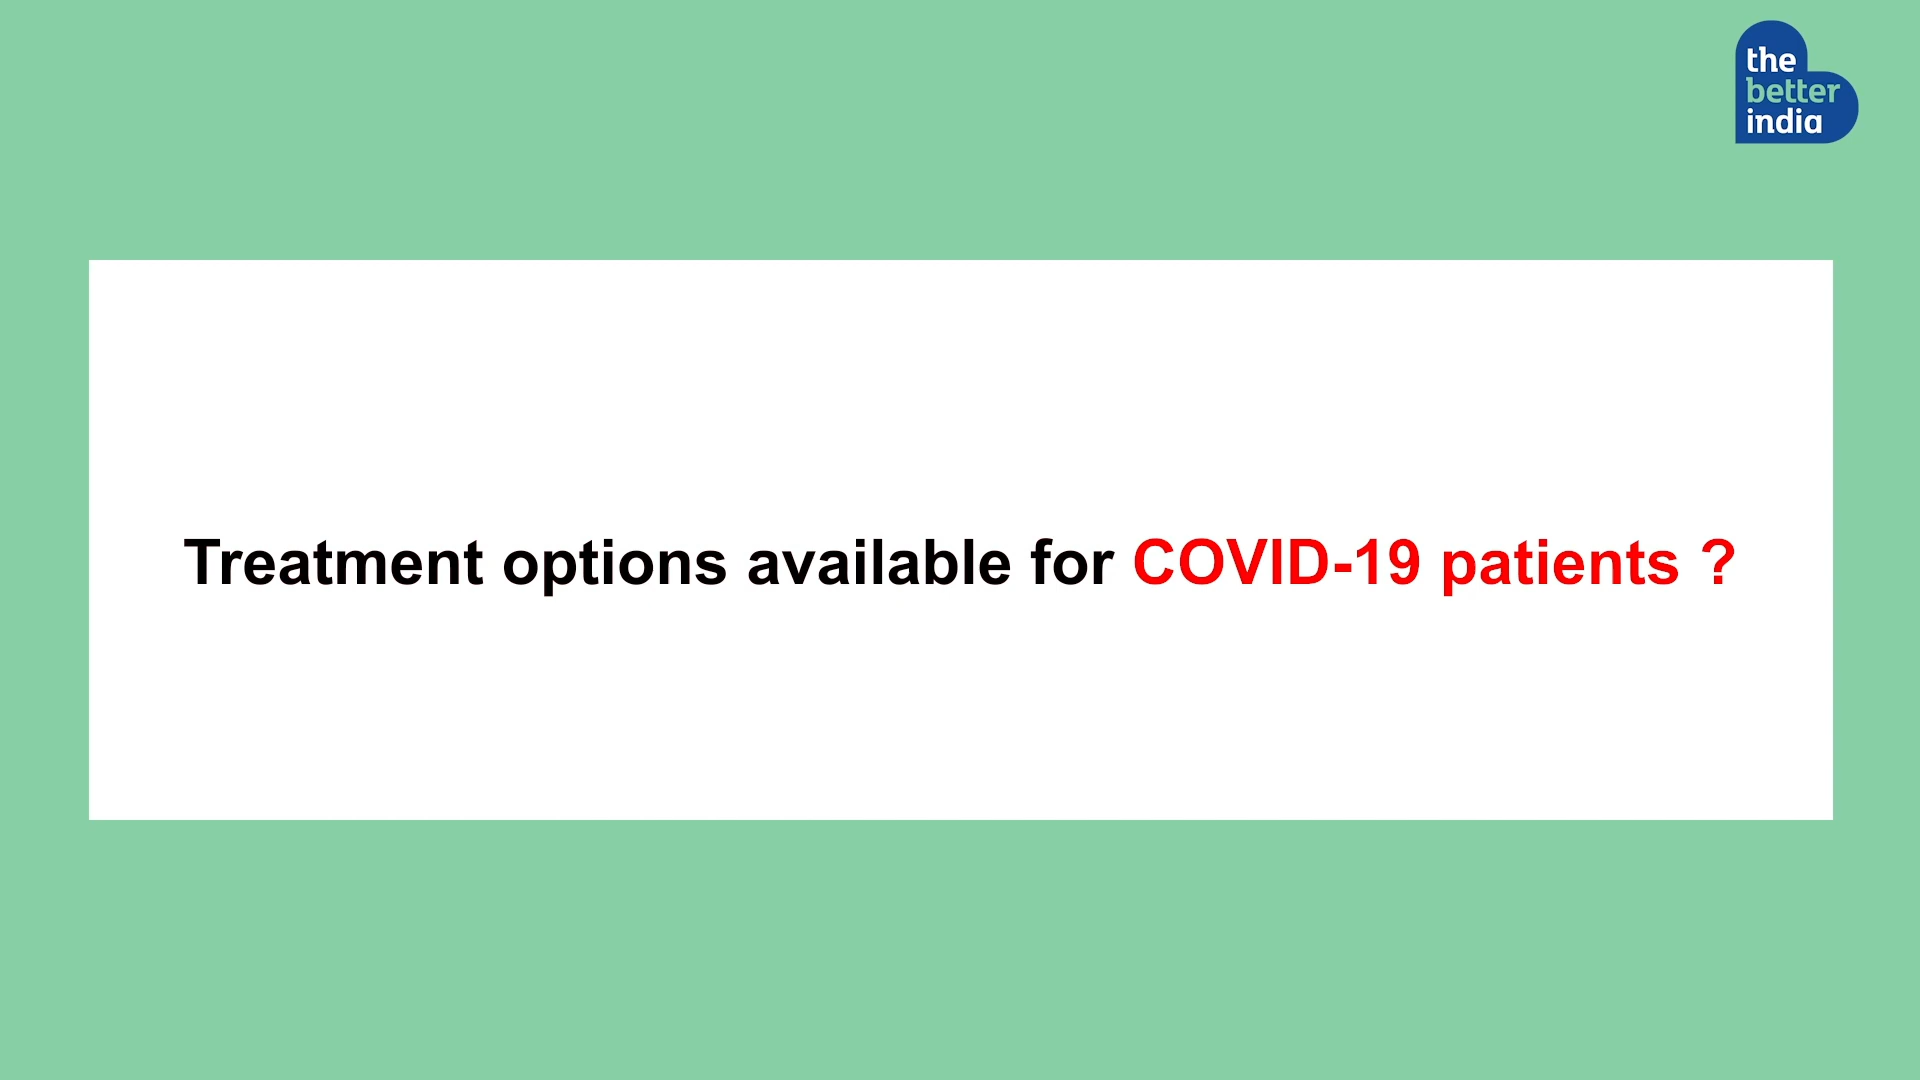 the
better
india
Treatment options available for COVID-19 patients ?